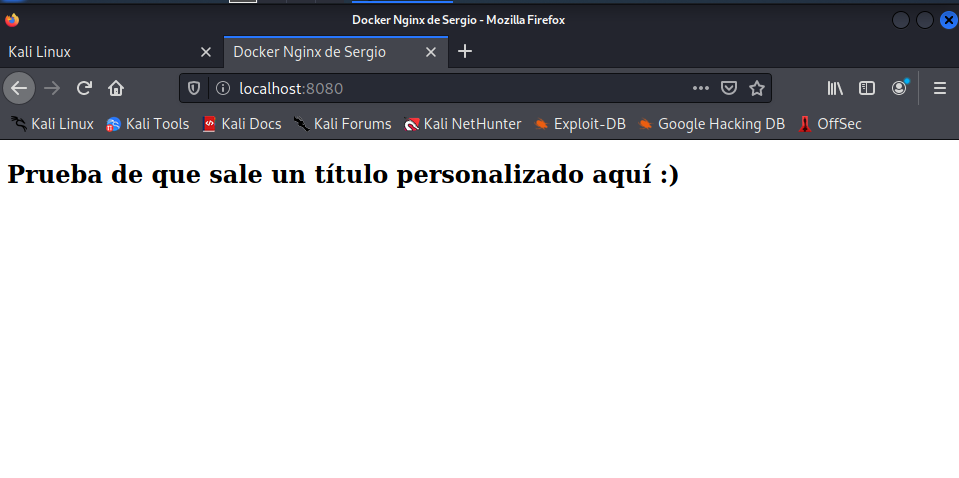 Docker Nginx de Sergio - Mozilla Firefox
Kali Linux Docker Nginx de Sergio
localhost:8080
Kali Linux Kali Tools Kali Docs Kali Forums Kali NetHunter Exploit-DB Google Hacking DB OffSec
Prueba de que sale un título personalizado aquí :)